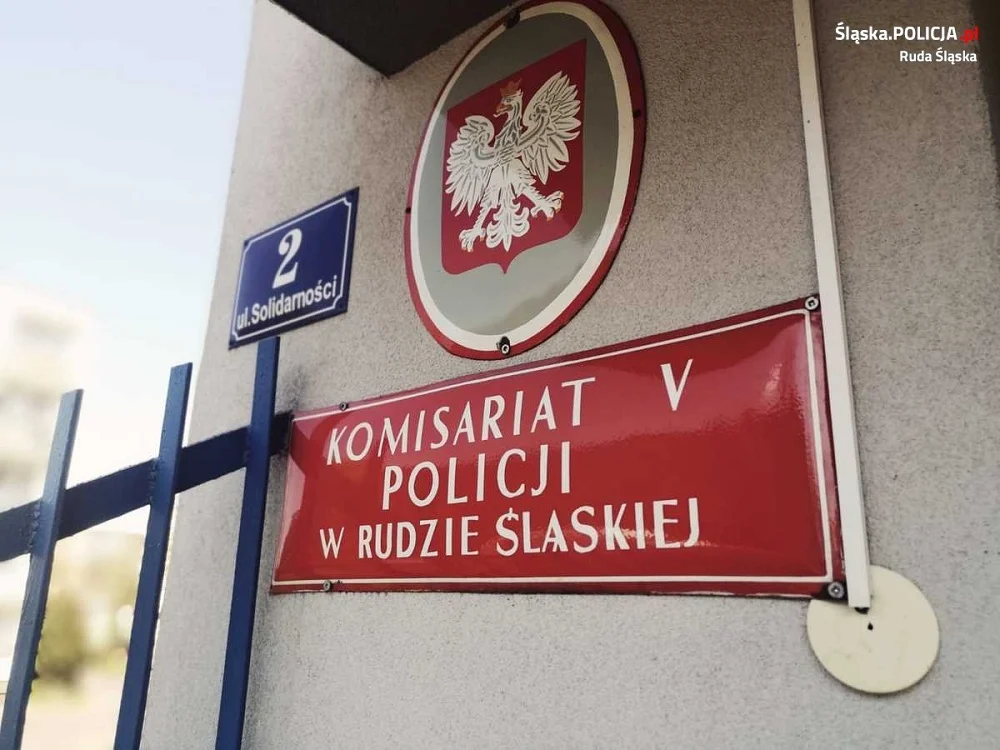 Śląska.POLICJA.pl
Ruda Śląska
2
ul.Solidarności
KOMISARIAT V
POLICJI
W RUDZIE ŚLASKIEJ